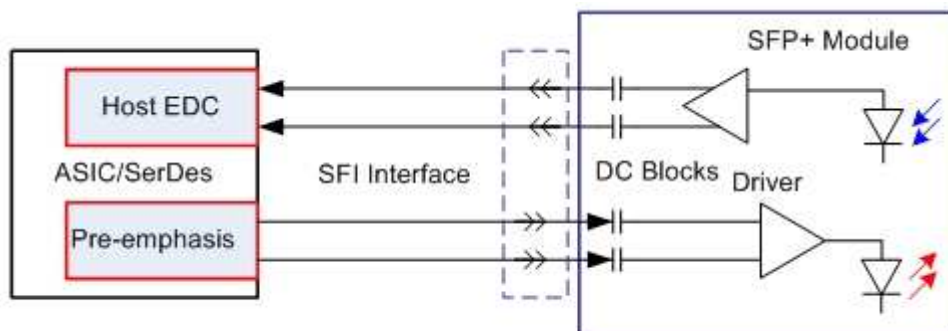 SFP+ Module
Host EDC
ASIC/SerDes
SFI Interface
DC Blocks
Driver
Pre-emphasis